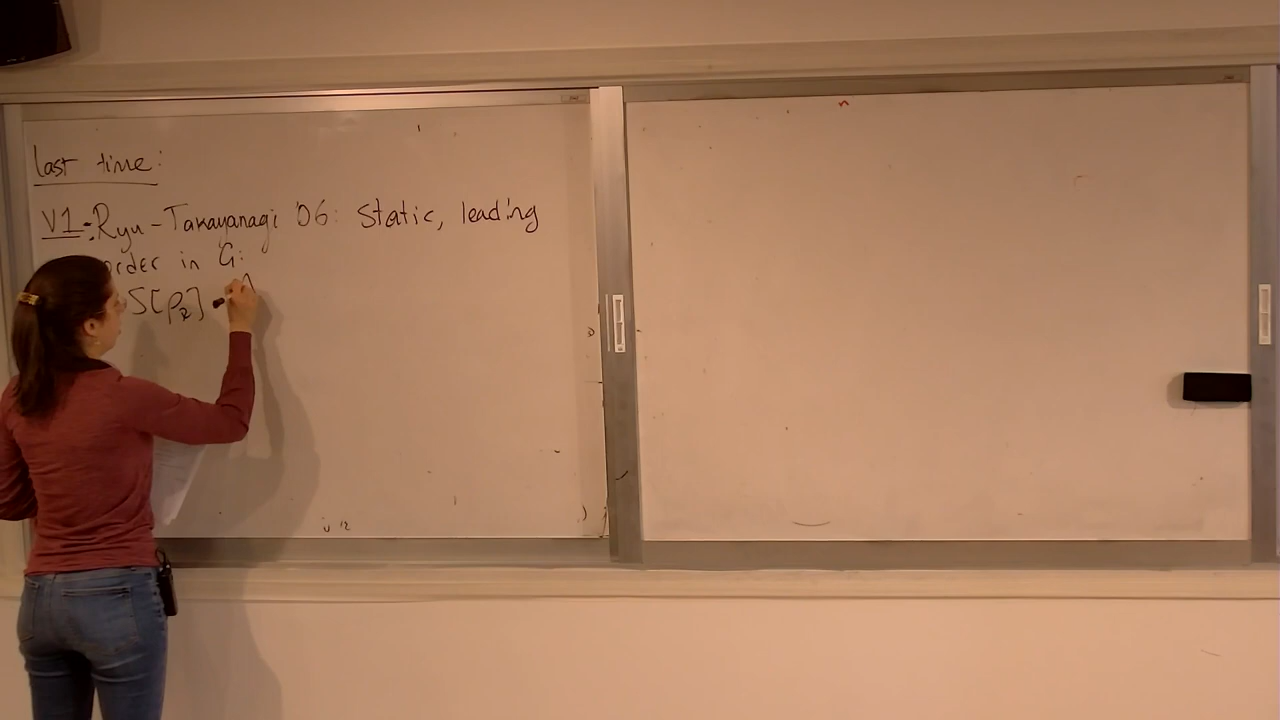 last time:
V1: Ryu-Takayanagi '06: Static, leading
order in G:
S[ρ_R]